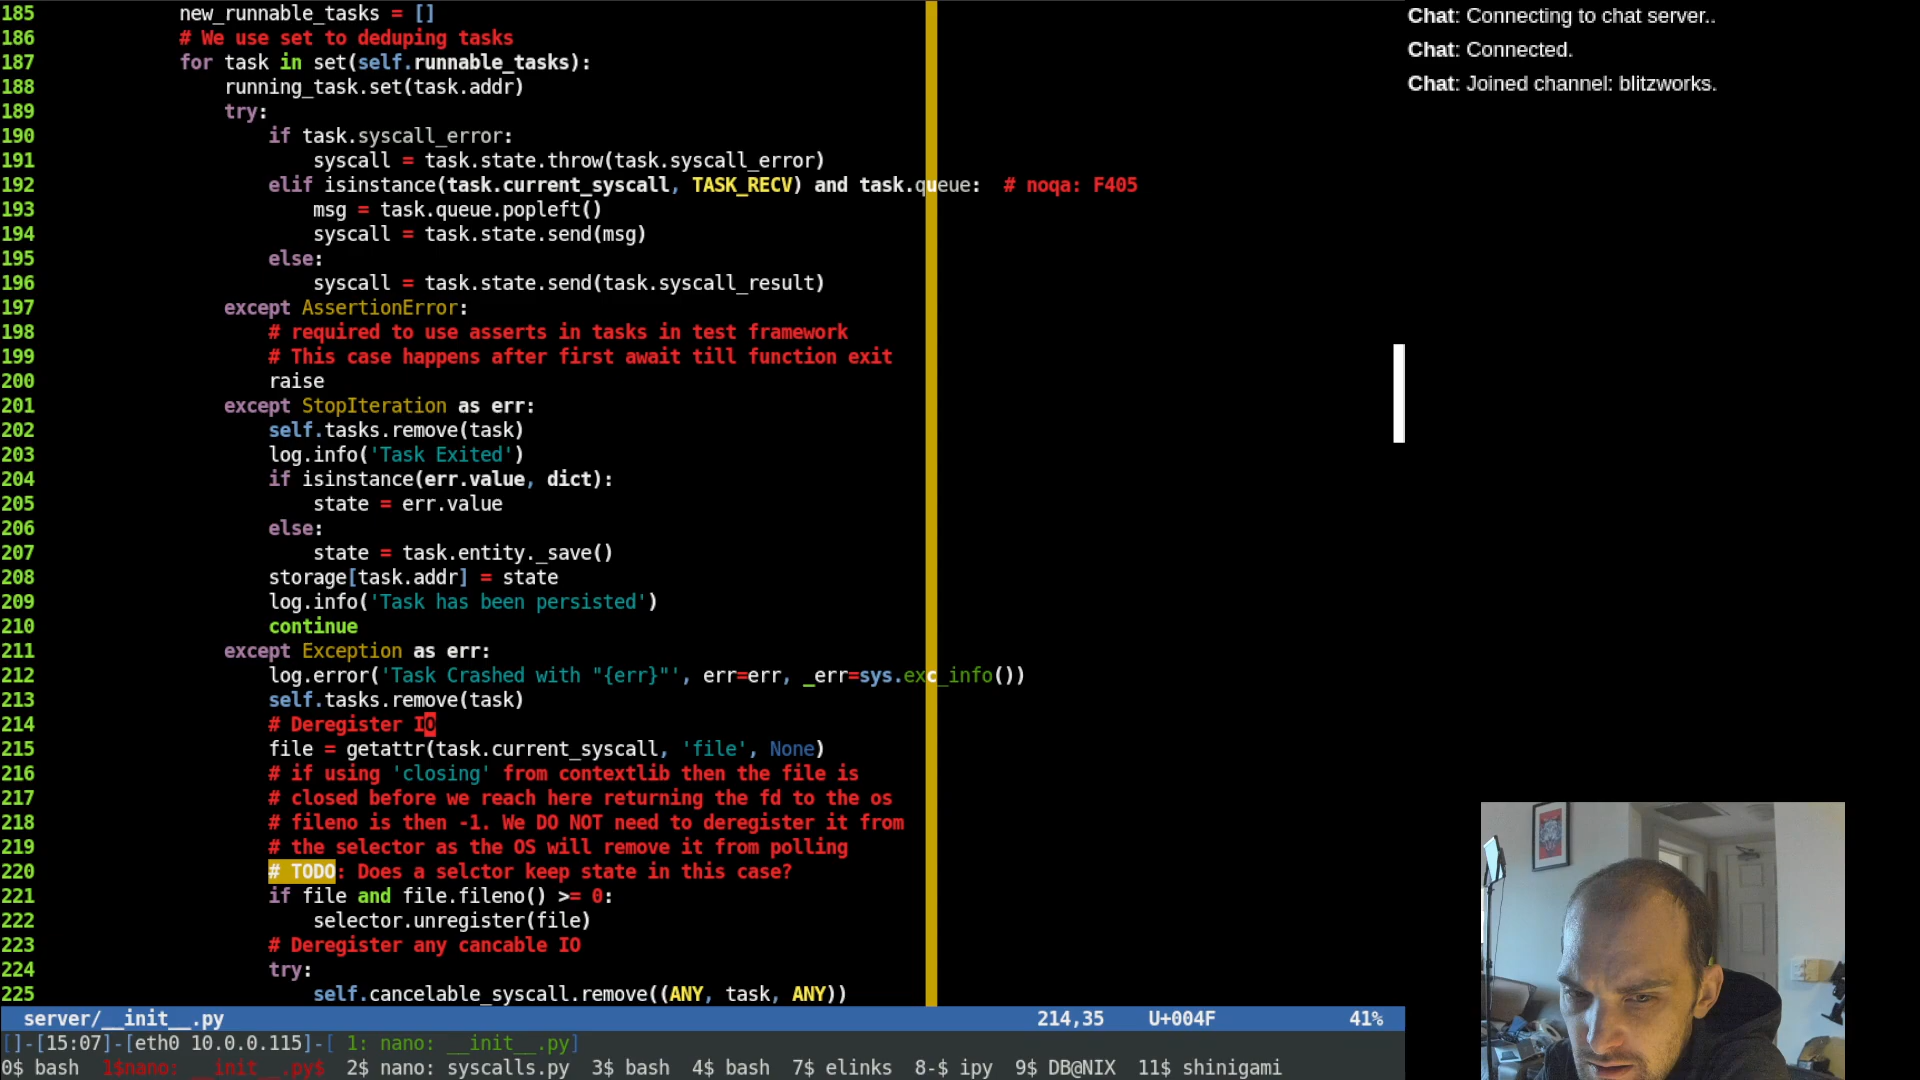 185 new_runnable_tasks = []
186 # We use set to deduping tasks
187 for task in set(self.runnable_tasks):
188 running_task.set(task.addr)
189 try:
190 if task.syscall_error:
191 syscall = task.state.throw(task.syscall_error)
192 elif isinstance(task.current_syscall, TASK_RECV) and task.queue:  # noqa: F405
193 msg = task.queue.popleft()
194 syscall = task.state.send(msg)
195 else:
196 syscall = task.state.send(task.syscall_result)
197 except AssertionError:
198 # required to use asserts in tasks in test framework
199 # This case happens after first await till function exit
200 raise
201 except StopIteration as err:
202 self.tasks.remove(task)
203 log.info('Task Exited')
204 if isinstance(err.value, dict):
205 state = err.value
206 else:
207 state = task.entity._save()
208 storage[task.addr] = state
209 log.info('Task has been persisted')
210 continue
211 except Exception as err:
212 log.error('Task Crashed with "{err}"', err=err, _err=sys.exc_info())
213 self.tasks.remove(task)
214 # Deregister IO
215 file = getattr(task.current_syscall, 'file', None)
216 # if using 'closing' from contextlib then the file is
217 # closed before we reach here returning the fd to the os
218 # fileno is then -1. We DO NOT need to deregister it from
219 # the selector as the OS will remove it from polling
220 # TODO: Does a selctor keep state in this case?
221 if file and file.fileno() >= 0:
222 selector.unregister(file)
223 # Deregister any cancable IO
224 try:
225 self.cancelable_syscall.remove((ANY, task, ANY))
server/__init__.py 214,35 U+004F 41%
[]-[15:07]-[eth0 10.0.0.115]-[ 1: nano: __init__.py]
0$ bash 1$nano: __init__.py$ 2$ nano: syscalls.py 3$ bash 4$ bash 7$ elinks 8-$ ipy 9$ DB@NIX 11$ shinigami
Chat: Connecting to chat server..
Chat: Connected.
Chat: Joined channel: blitzworks.